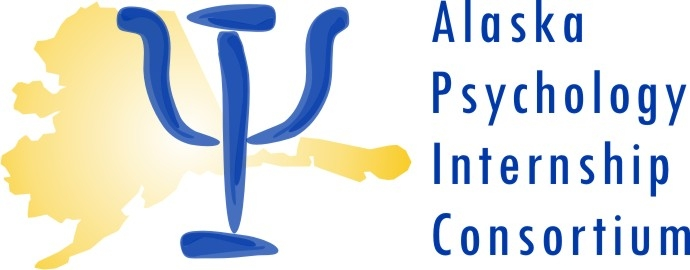 Alaska
Psychology
Internship
Consortium